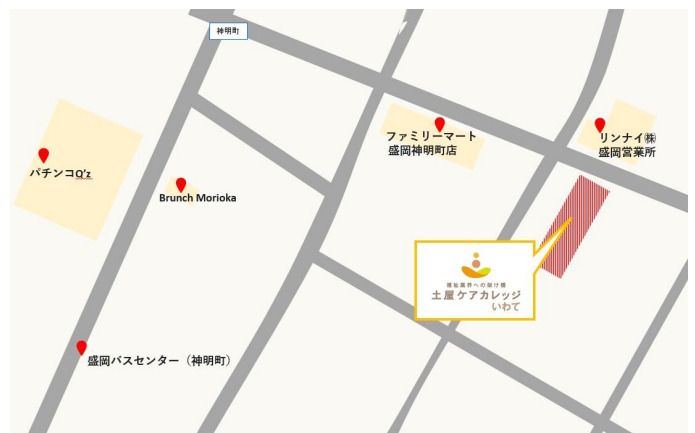 神明町
ファミリーマート
盛岡神明町店
リンナイ㈱
盛岡営業所
パチンコQ'z
Brunch Morioka
福祉業界への架け橋
土屋ケアカレッジ
いわて
盛岡バスセンター（神明町）